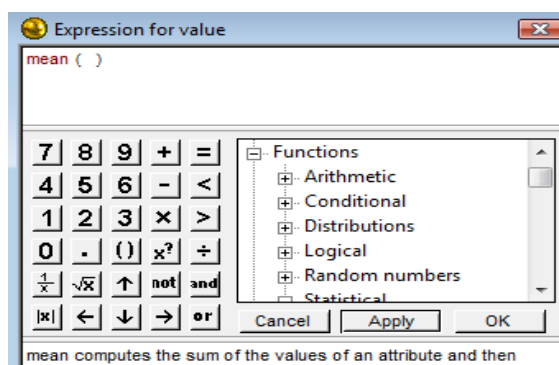 Expression for value
mean ( )
7 8 9 + =
4 5 6 - <
1 2 3 × >
0 . () x? ÷
1/x √x ↑ not and
|x| ← ↓ → or
Functions
Arithmetic
Conditional
Distributions
Logical
Random numbers
Statistical
Cancel Apply OK
mean computes the sum of the values of an attribute and then